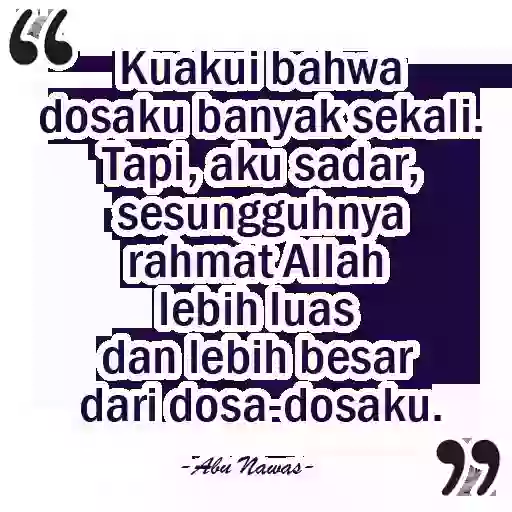 Kuakui bahwa
dosaku banyak sekali.
Tapi, aku sadar,
sesungguhnya
rahmat Allah
lebih luas
dan lebih besar
dari dosa-dosaku.
-Abu Nawas-